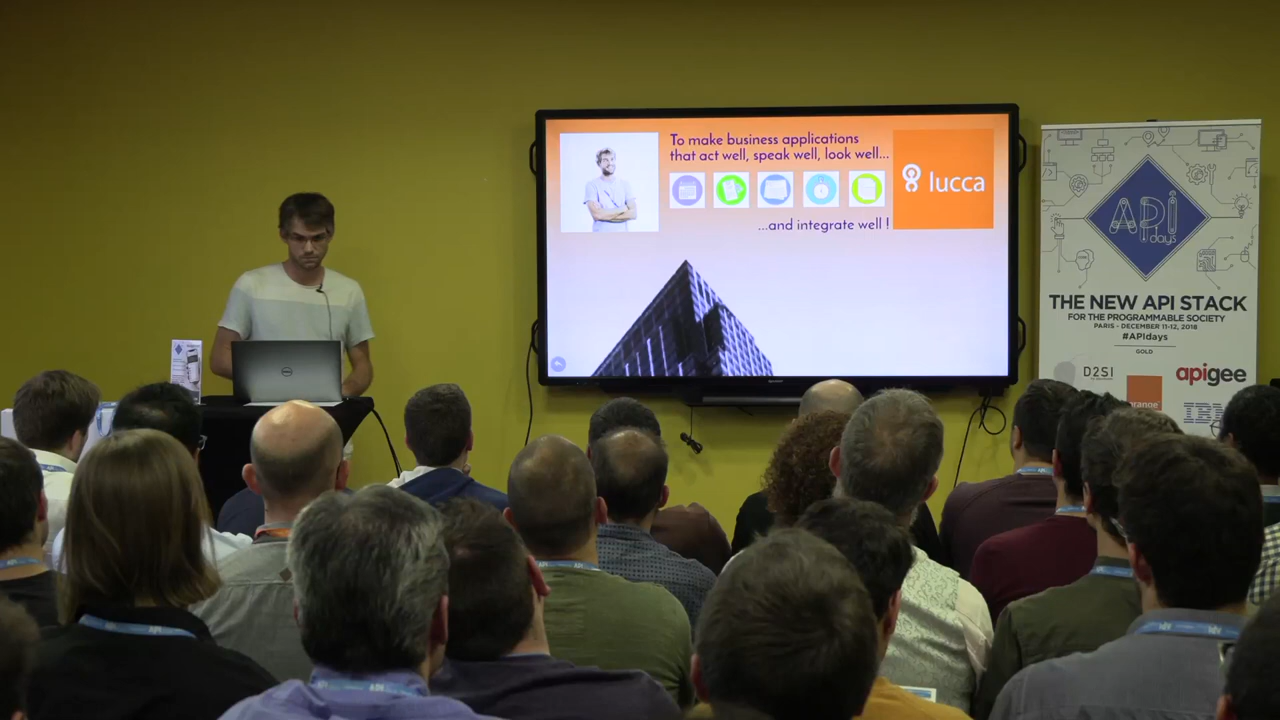 To make business applications
that act well, speak well, look well...
lucca
...and integrate well !
API
days
THE NEW API STACK
FOR THE PROGRAMMABLE SOCIETY
PARIS - DECEMBER 11-12, 2018
#APIdays
GOLD
D2SI
apigee
orange
IBM
DELL